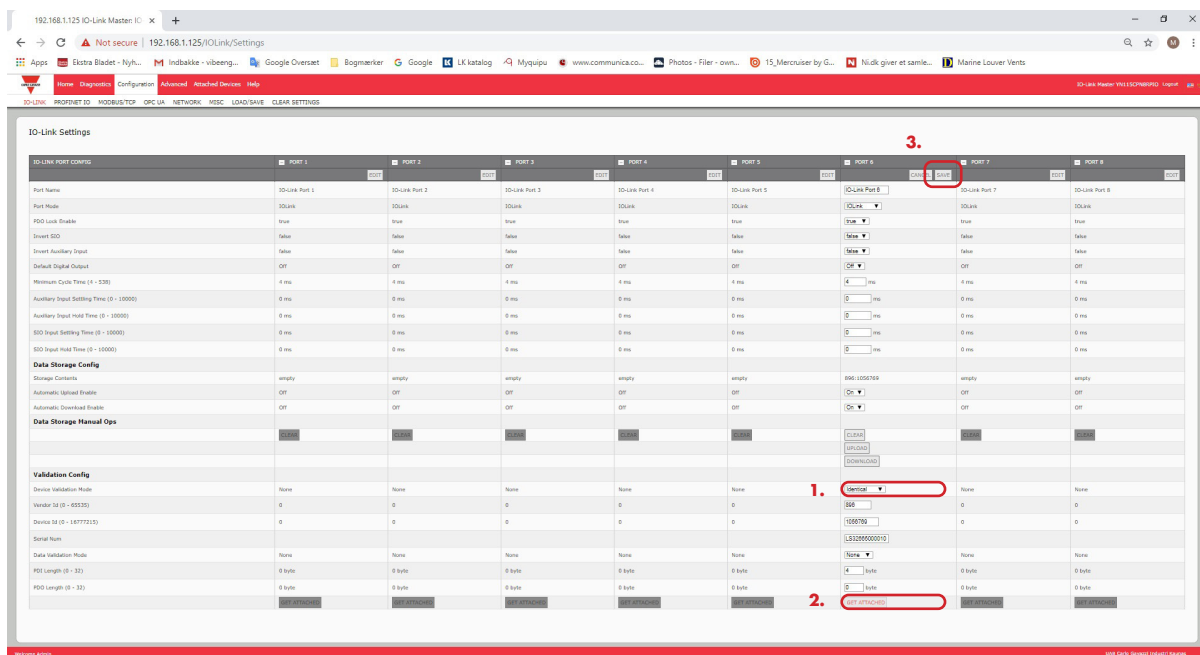 192.168.1.125 IO-Link Master: IO
Not secure | 192.168.1.125/IOLink/Settings
Apps Ekstra Bladet - Nyh... Indbakke - vibeeng... Google Oversæt Bogmærker Google LK katalog Myquipu www.communica.co... Photos - Filer - own... 15_Mercruiser by G... Ni.dk giver et samle... Marine Louver Vents
Home Diagnostics Configuration Advanced Attached Devices Help Logout
IO-LINK PROFINET IO MODBUS/TCP OPC UA NETWORK MISC LOAD/SAVE CLEAR SETTINGS
IO-Link Settings
3.
IO-LINK PORT CONFIG PORT 1 PORT 2 PORT 3 PORT 4 PORT 5 PORT 6 PORT 7 PORT 8
EDIT EDIT EDIT EDIT EDIT CANCEL SAVE EDIT EDIT
Port Name IO-Link Port 1 IO-Link Port 2 IO-Link Port 3 IO-Link Port 4 IO-Link Port 5 IO-Link Port 6 IO-Link Port 7 IO-Link Port 8
Port Mode IOLink IOLink IOLink IOLink IOLink IOLink IOLink IOLink
PDO Lock Enable true true true true true true true true
Invert SIO false false false false false false false false
Invert Auxiliary Input false false false false false false false false
Default Digital Output Off Off Off Off Off Off Off Off
Minimum Cycle Time (4 - 538) 4 ms 4 ms 4 ms 4 ms 4 ms 4 ms 4 ms 4 ms
Auxiliary Input Settling Time (0 - 10000) 0 ms 0 ms 0 ms 0 ms 0 ms 0 ms 0 ms 0 ms
Auxiliary Input Hold Time (0 - 10000) 0 ms 0 ms 0 ms 0 ms 0 ms 0 ms 0 ms 0 ms
SIO Input Settling Time (0 - 10000) 0 ms 0 ms 0 ms 0 ms 0 ms 0 ms 0 ms 0 ms
SIO Input Hold Time (0 - 10000) 0 ms 0 ms 0 ms 0 ms 0 ms 0 ms 0 ms 0 ms
Data Storage Config
Storage Contents empty empty empty empty empty 896:1056769 empty empty
Automatic Upload Enable Off Off Off Off Off On Off Off
Automatic Download Enable Off Off Off Off Off On Off Off
Data Storage Manual Ops
CLEAR CLEAR CLEAR CLEAR CLEAR CLEAR CLEAR CLEAR
UPLOAD
DOWNLOAD
Validation Config
Device Validation Mode None None None None None 1. Identical None None
Vendor Id (0 - 65535) 0 0 0 0 0 896 0 0
Device Id (0 - 16777215) 0 0 0 0 0 1056769 0 0
Serial Num LS32666000010
Data Validation Mode None None None None None None None None
PDI Length (0 - 32) 0 byte 0 byte 0 byte 0 byte 0 byte 4 byte 0 byte 0 byte
PDO Length (0 - 32) 0 byte 0 byte 0 byte 0 byte 0 byte 0 byte 0 byte 0 byte
GET ATTACHED GET ATTACHED GET ATTACHED GET ATTACHED GET ATTACHED 2. GET ATTACHED GET ATTACHED GET ATTACHED
Welcome Admin